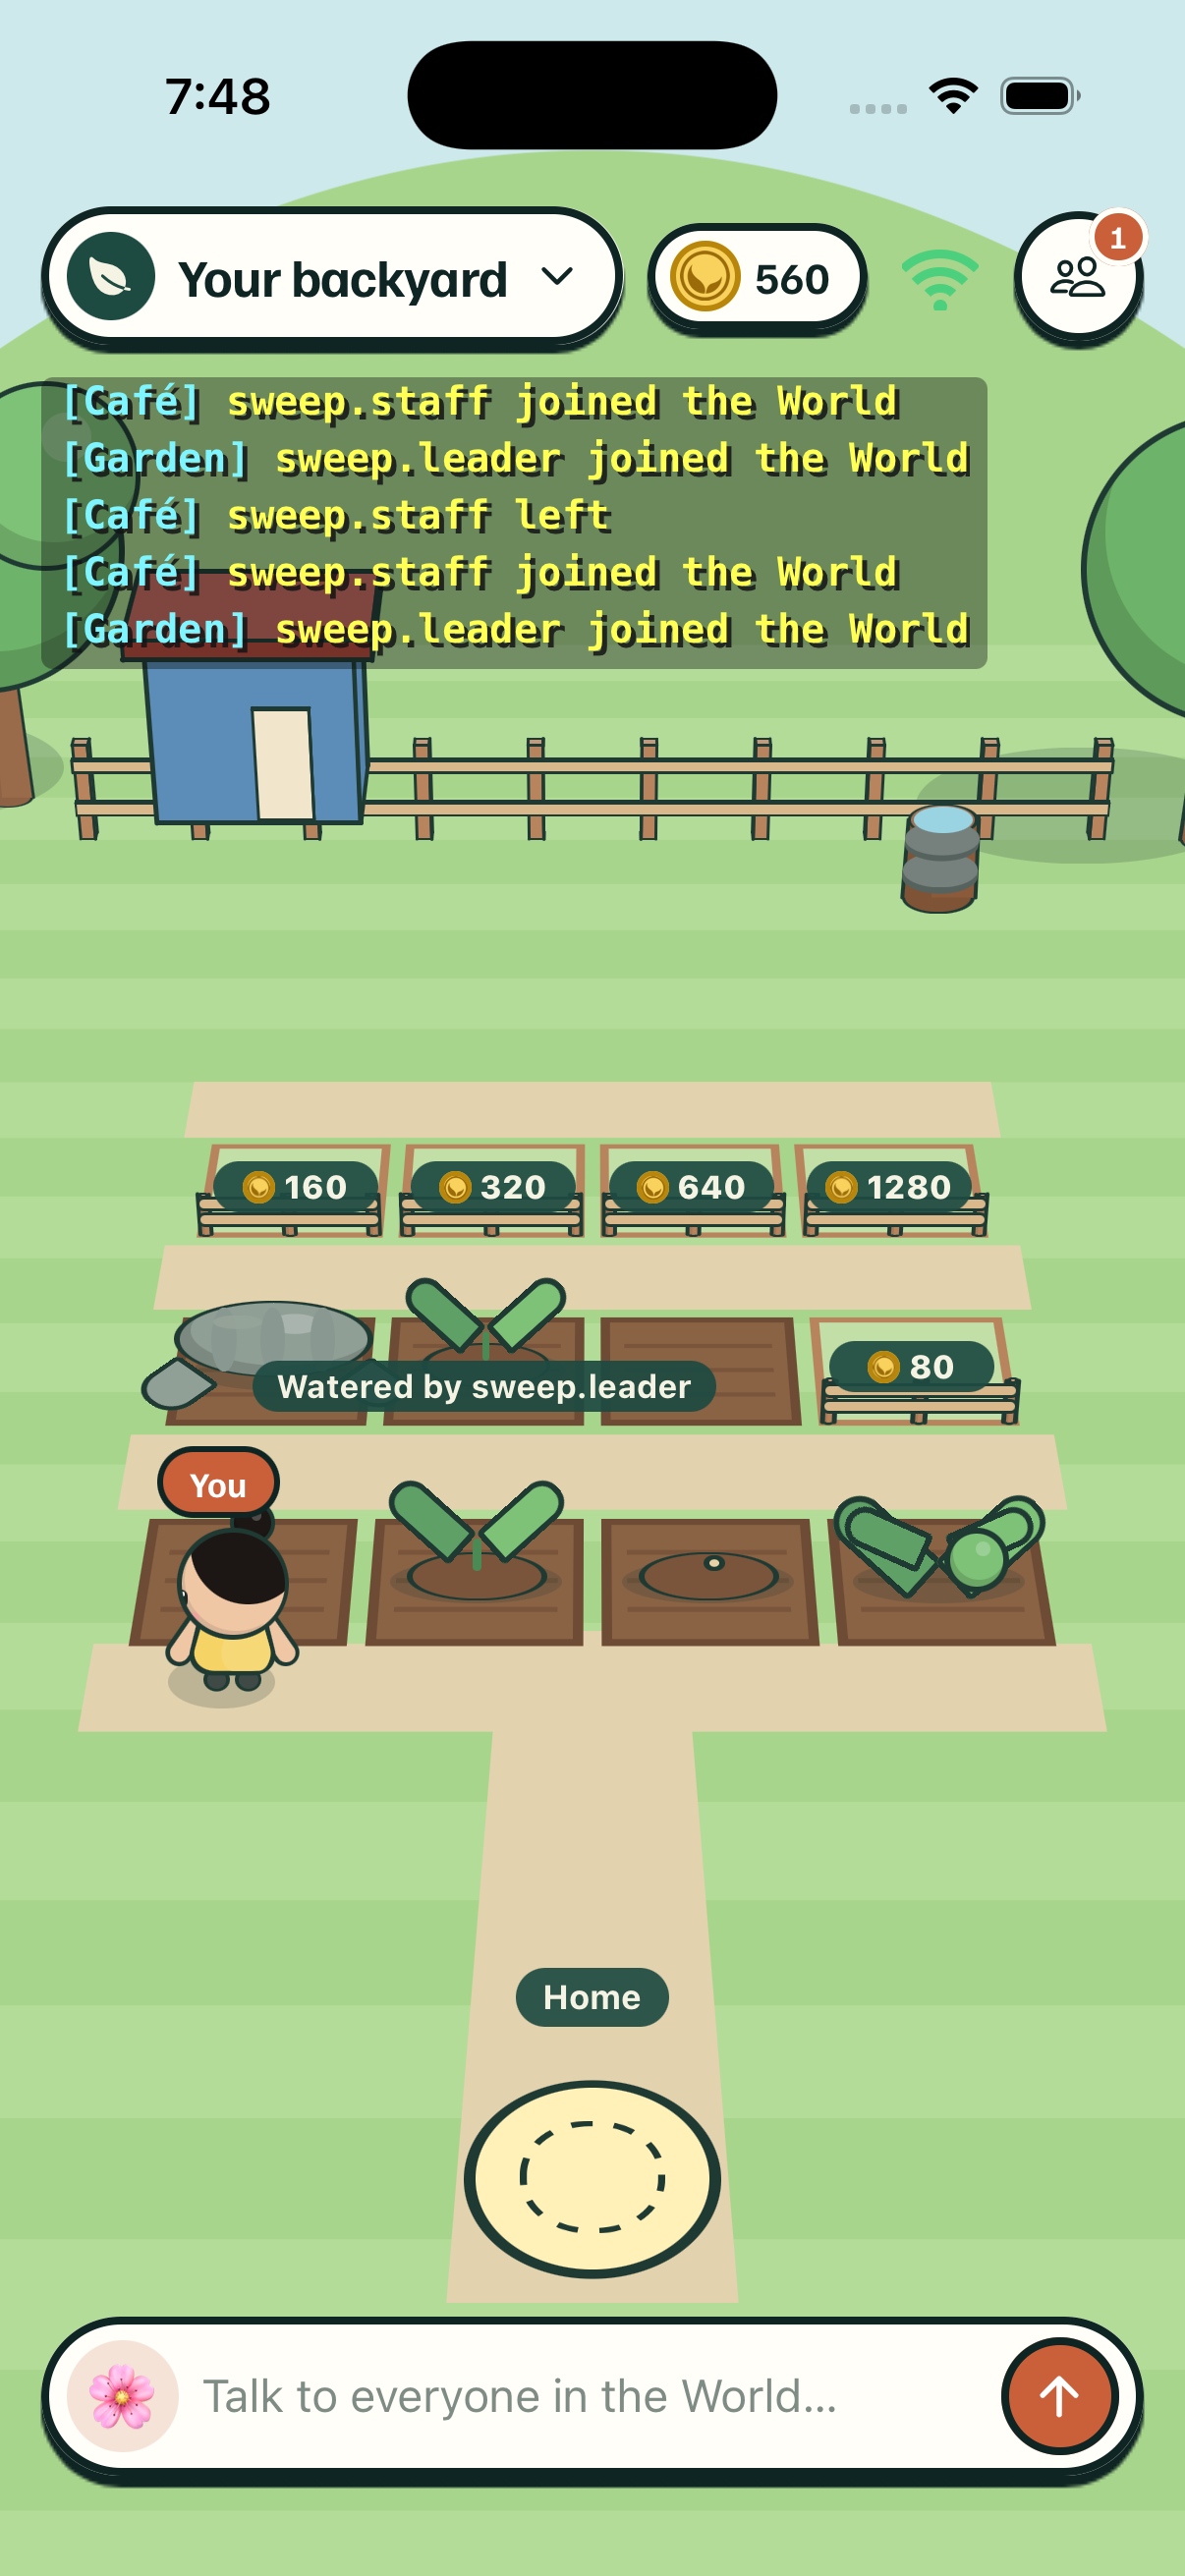 7:48
Your backyard
560
1
[Café] sweep.staff joined the World
[Garden] sweep.leader joined the World
[Café] sweep.staff left
[Café] sweep.staff joined the World
[Garden] sweep.leader joined the World
160
320
640
1280
80
Watered by sweep.leader
You
Home
Talk to everyone in the World...